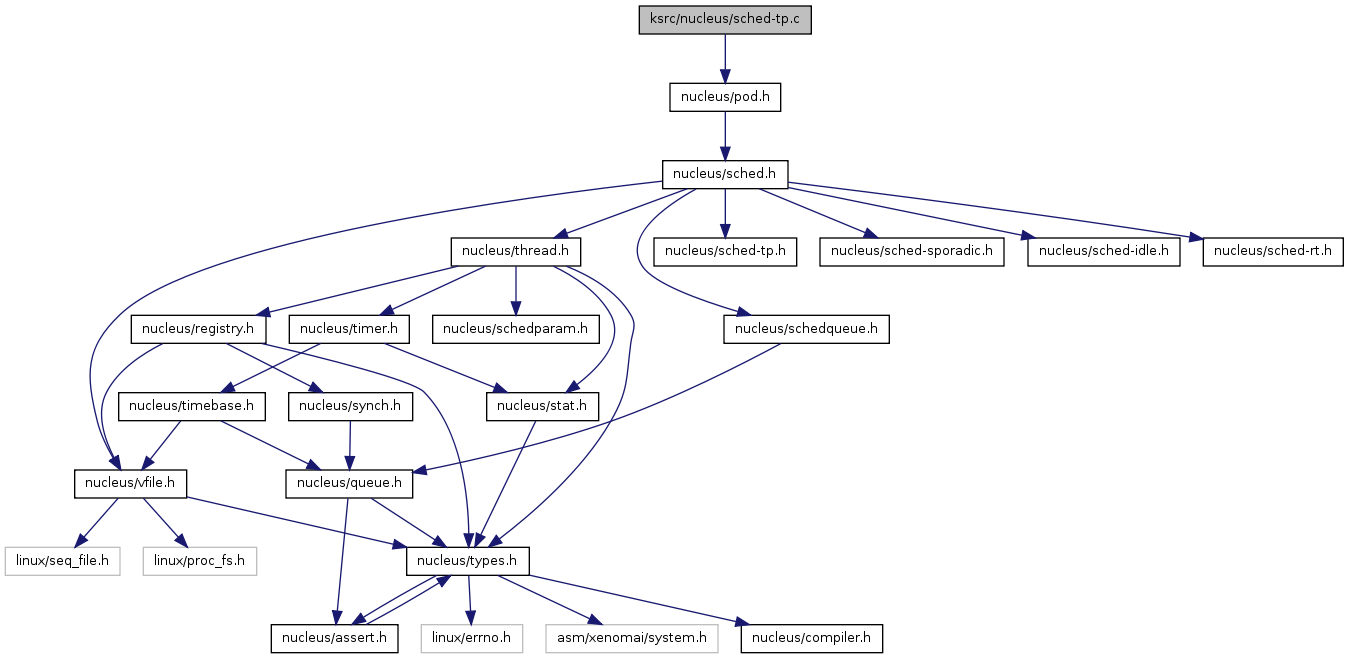 ksrc/nucleus/sched-tp.c
nucleus/pod.h
nucleus/sched.h
nucleus/thread.h
nucleus/sched-tp.h
nucleus/sched-sporadic.h
nucleus/sched-idle.h
nucleus/sched-rt.h
nucleus/registry.h
nucleus/timer.h
nucleus/schedparam.h
nucleus/schedqueue.h
nucleus/timebase.h
nucleus/synch.h
nucleus/stat.h
nucleus/vfile.h
nucleus/queue.h
linux/seq_file.h
linux/proc_fs.h
nucleus/types.h
nucleus/assert.h
linux/errno.h
asm/xenomai/system.h
nucleus/compiler.h